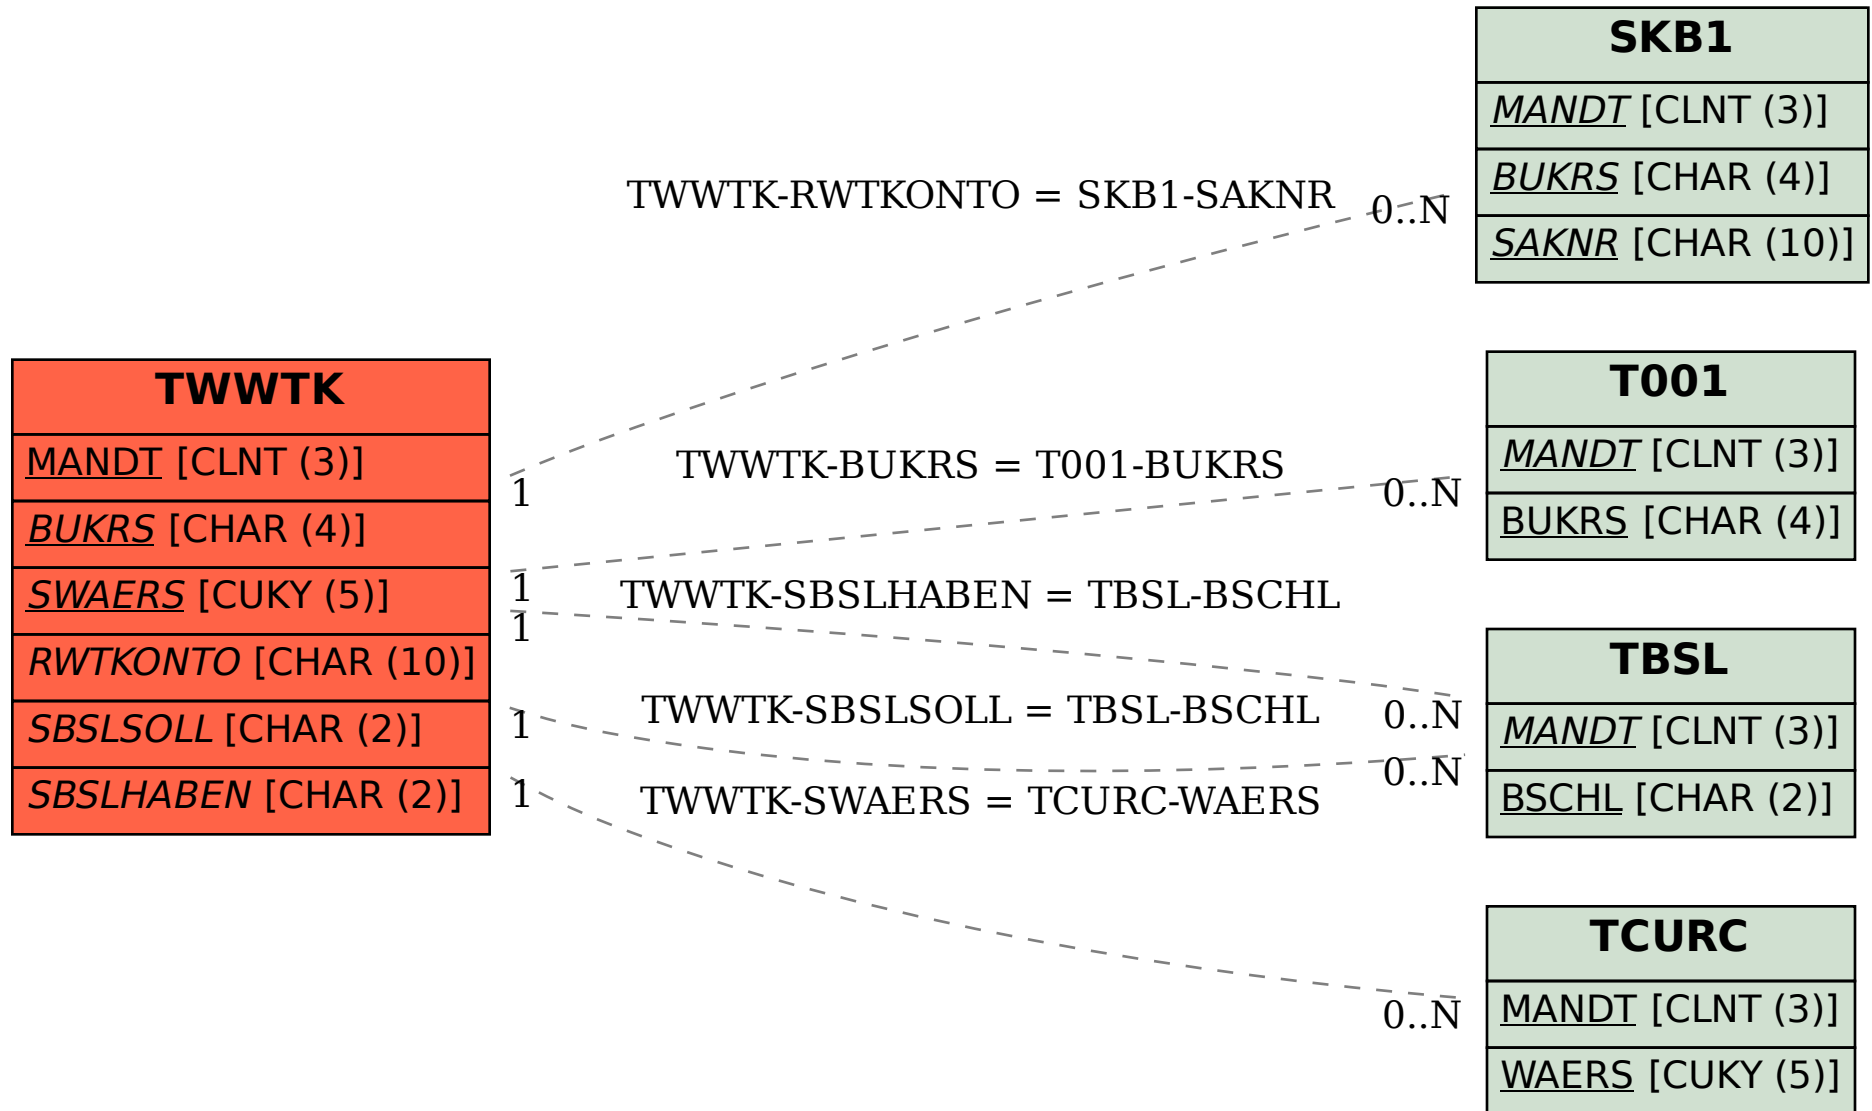 TWWTK
MANDT [CLNT (3)]
BUKRS [CHAR (4)]
SWAERS [CUKY (5)]
RWTKONTO [CHAR (10)]
SBSLSOLL [CHAR (2)]
SBSLHABEN [CHAR (2)]
TWWTK-RWTKONTO = SKB1-SAKNR
1
0..N
TWWTK-BUKRS = T001-BUKRS
1
0..N
TWWTK-SBSLHABEN = TBSL-BSCHL
1
0..N
TWWTK-SBSLSOLL = TBSL-BSCHL
1
0..N
TWWTK-SWAERS = TCURC-WAERS
1
0..N
SKB1
MANDT [CLNT (3)]
BUKRS [CHAR (4)]
SAKNR [CHAR (10)]
T001
MANDT [CLNT (3)]
BUKRS [CHAR (4)]
TBSL
MANDT [CLNT (3)]
BSCHL [CHAR (2)]
TCURC
MANDT [CLNT (3)]
WAERS [CUKY (5)]